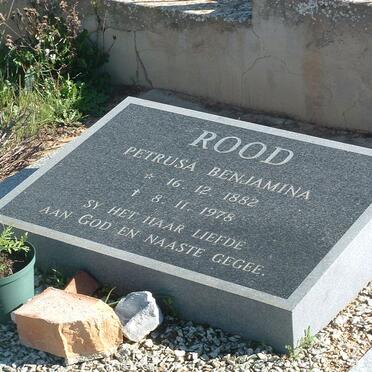 ROOD
PETRUSA BENJAMINA
* 16. 12. 1882
† 8. 11. 1978
SY HET HAAR LIEFDE
AAN GOD EN NAASTE GEGEE.